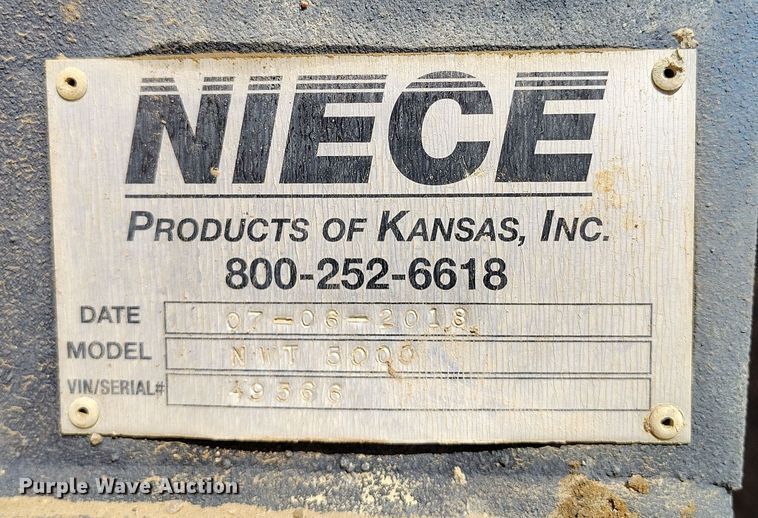 NIECE
PRODUCTS OF KANSAS, INC.
800-252-6618
DATE 07-06-2018
MODEL NWT 5000
VIN/SERIAL# 49566
Purple Wave Auction